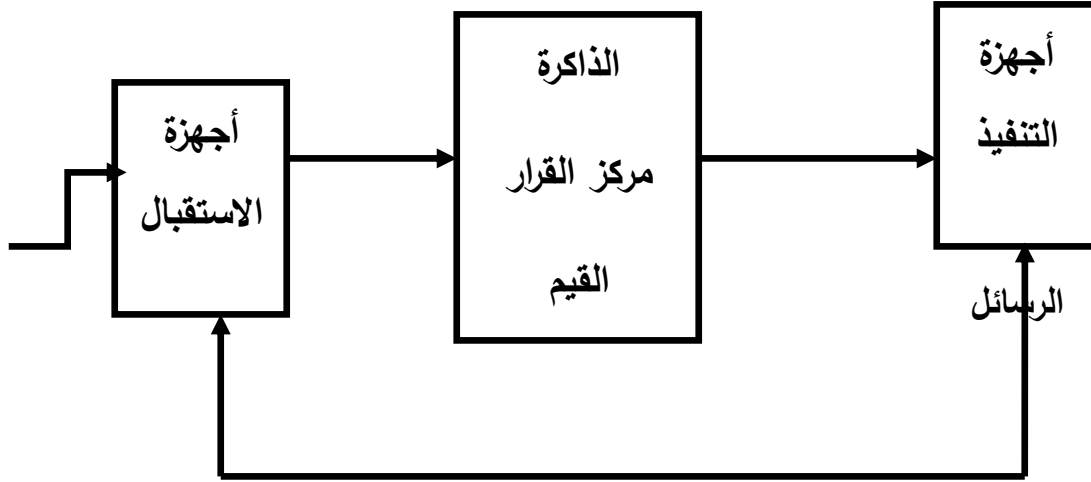 أجهزة
الاستقبال
الذاكرة
مركز القرار
القيم
أجهزة
التنفيذ
الرسائل